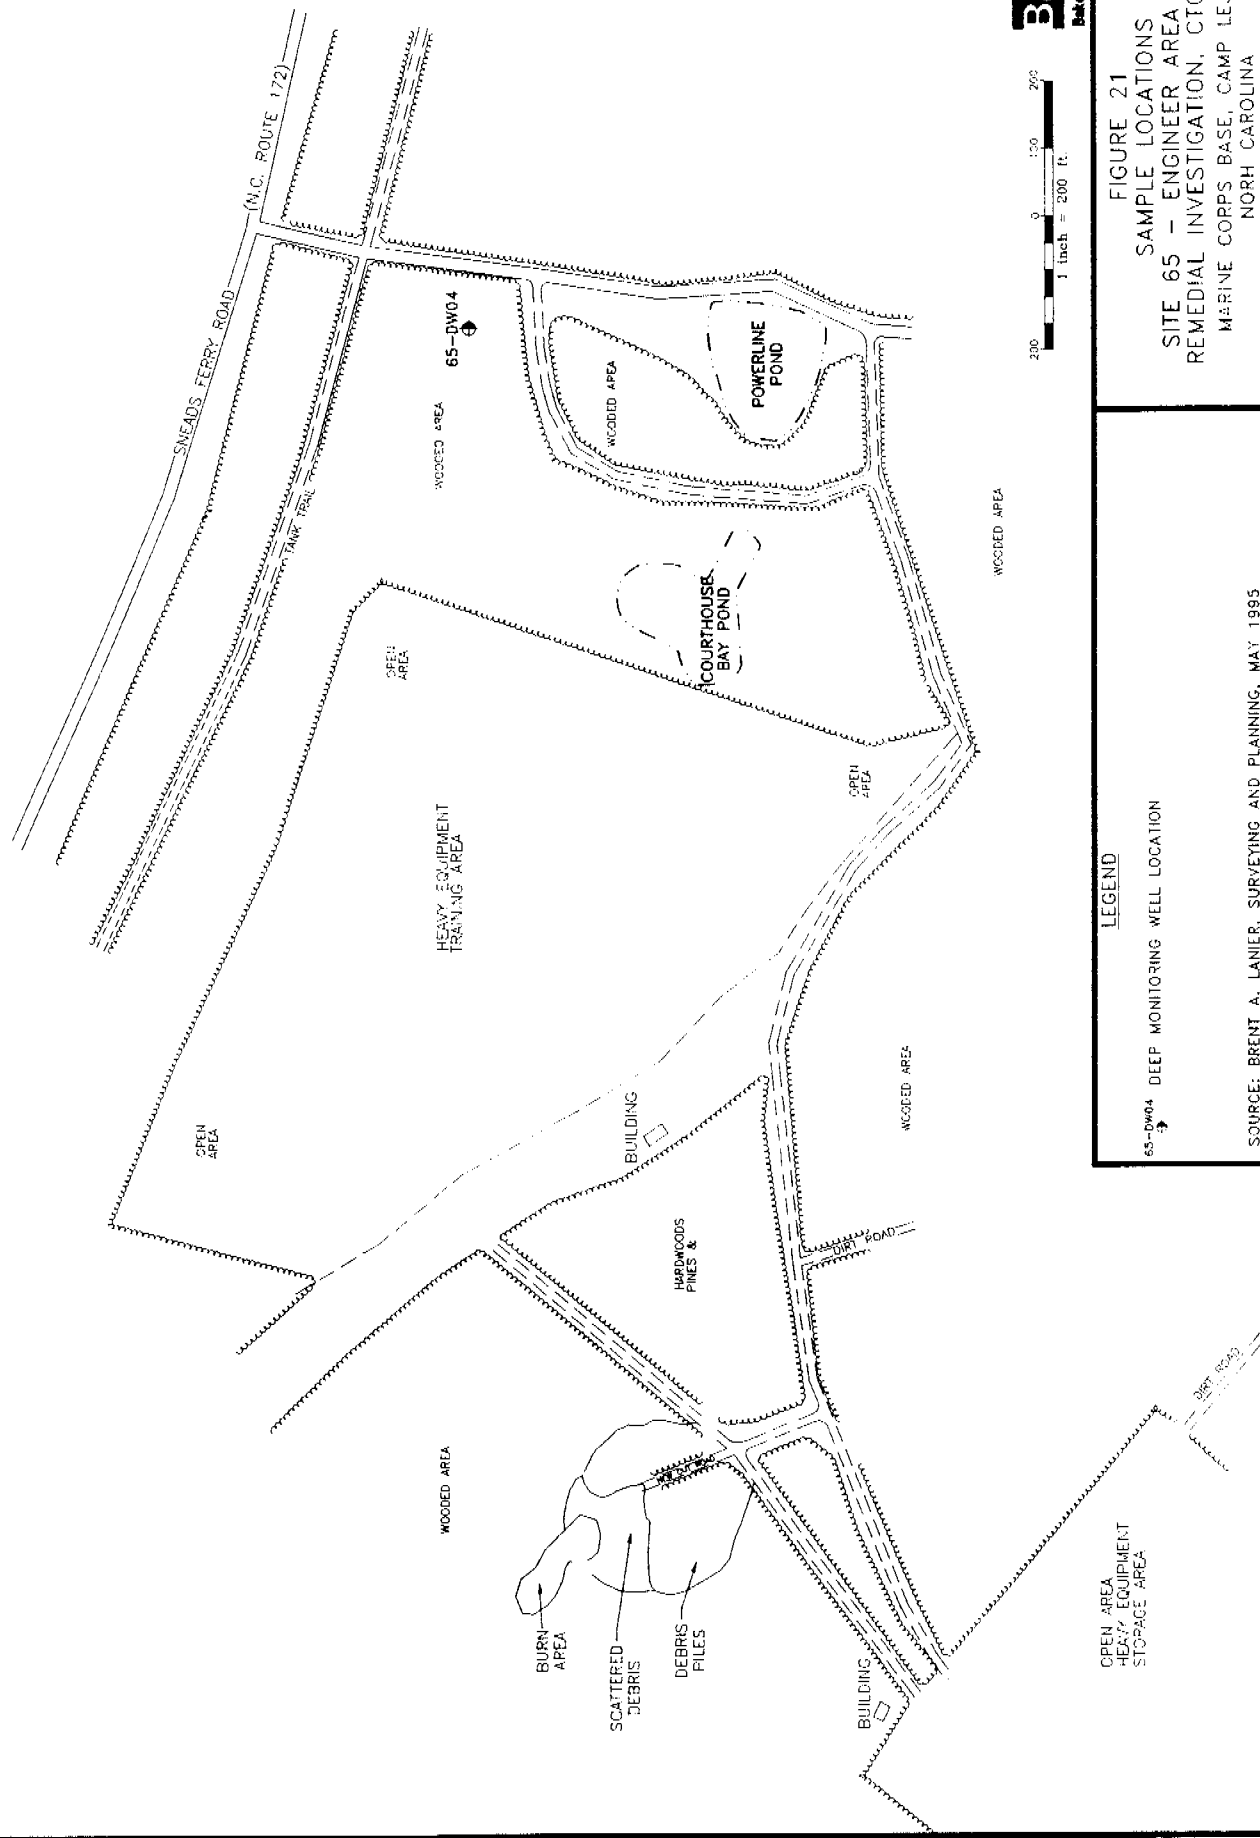 SNEADS FERRY ROAD
(N.C. ROUTE 172)
TANK TRAIL
OPEN
AREA
OPEN
AREA
WOODED AREA
65-DW04
HEAVY EQUIPMENT
TRAINING AREA
WOODED AREA
BURN
AREA
WOODED AREA
SCATTERED
DEBRIS
BUILDING
DEBRIS
PILES
HARDWOODS
PINES &
COURTHOUSE
BAY POND
POWERLINE
POND
BUILDING
DIRT ROAD
OPEN
AREA
WOODED AREA
WOODED AREA
OPEN AREA
HEAVY EQUIPMENT
STORAGE AREA
DIRT ROAD
LEGEND
65-DW04 DEEP MONITORING WELL LOCATION
SOURCE: BRENT A. LANIER, SURVEYING AND PLANNING, MAY 1995
200 0 200
1 inch = 200 ft.
FIGURE 21
SAMPLE LOCATIONS
SITE 65 - ENGINEER AREA
REMEDIAL INVESTIGATION, CTO
MARINE CORPS BASE, CAMP LEJ
NORH CAROLINA